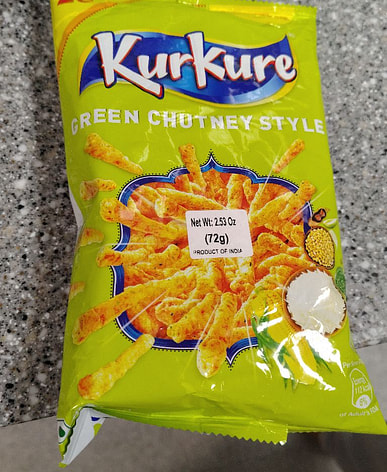 KurKure
GREEN CHUTNEY STYLE
Net Wt: 2.53 Oz
(72g)
PRODUCT OF INDIA